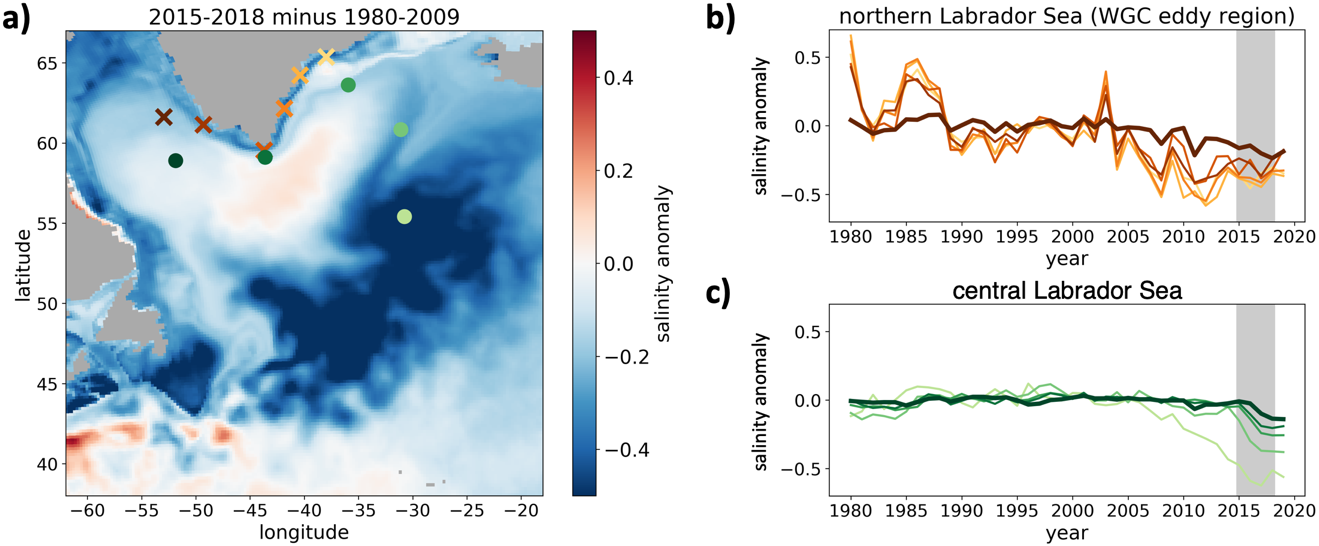 a)
2015-2018 minus 1980-2009
65
60
55
50
45
40
latitude
−60 −55 −50 −45 −40 −35 −30 −25 −20
longitude
0.4
0.2
0.0
−0.2
−0.4
salinity anomaly
b)
northern Labrador Sea (WGC eddy region)
0.5
0.0
−0.5
salinity anomaly
1980 1985 1990 1995 2000 2005 2010 2015 2020
year
c)
central Labrador Sea
0.5
0.0
−0.5
salinity anomaly
1980 1985 1990 1995 2000 2005 2010 2015 2020
year